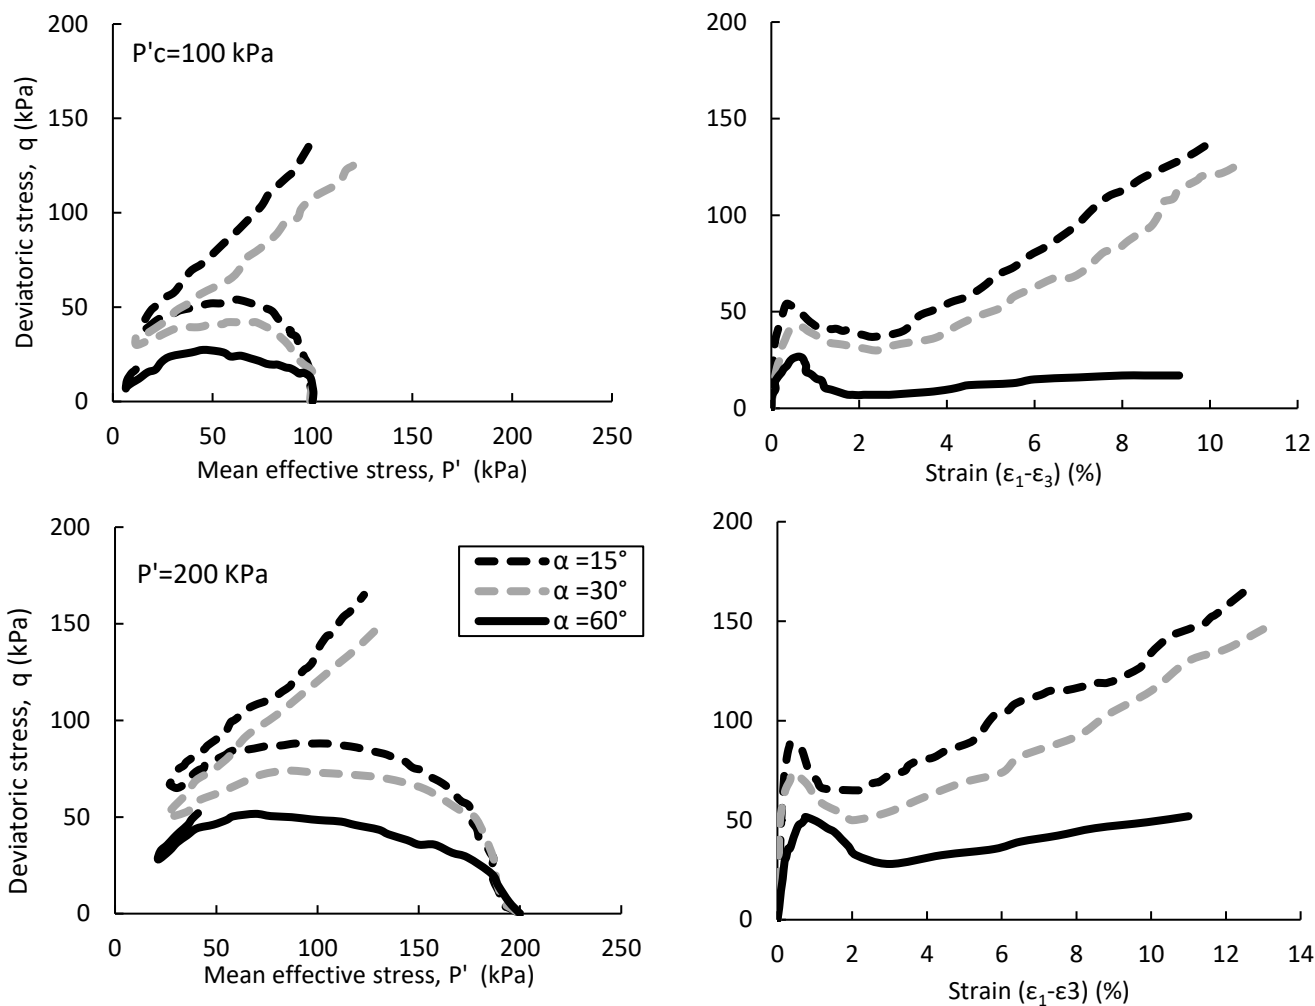 P'c=100 kPa
Deviatoric stress, q (kPa)
200
150
100
50
0
0 50 100 150 200 250
Mean effective stress, P' (kPa)
200
150
100
50
0
0 2 4 6 8 10 12
Strain (ε₁-ε₃) (%)
P'=200 KPa
Deviatoric stress, q (kPa)
200
150
100
50
0
0 50 100 150 200 250
Mean effective stress, P' (kPa)
α =15°
α =30°
α =60°
200
150
100
50
0
0 2 4 6 8 10 12 14
Strain (ε₁-ε3) (%)